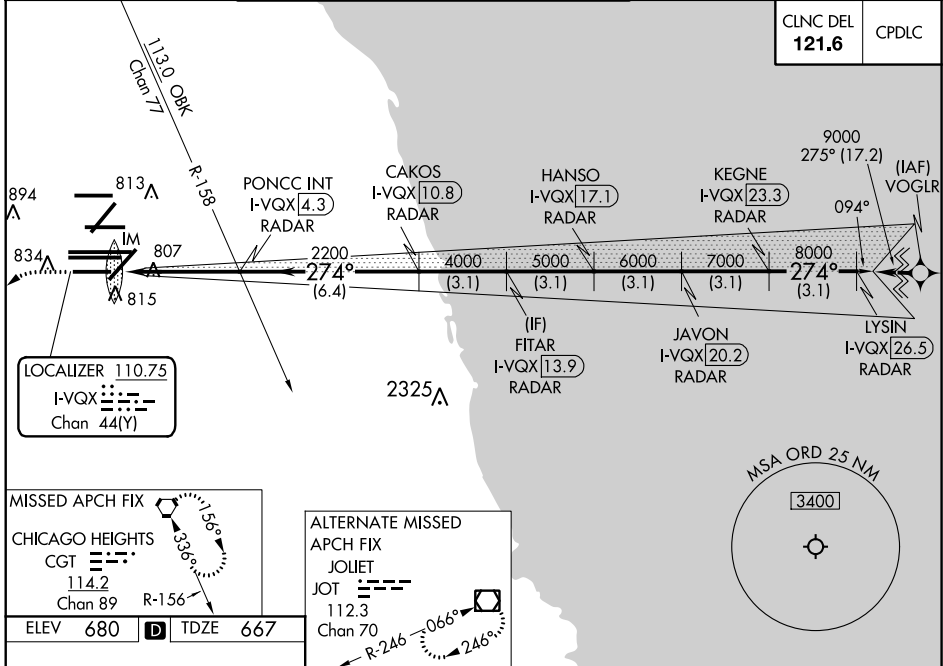 CLNC DEL
121.6
CPDLC
113.0 OBK
Chan 77
R-158
9000
275° (17.2)
(IAF)
VOGLR
894
813
PONCC INT
I-VQX 4.3
RADAR
CAKOS
I-VQX 10.8
RADAR
HANSO
I-VQX 17.1
RADAR
KEGNE
I-VQX 23.3
RADAR
094°
IM
834
807
815
2200
274°
(6.4)
4000
(3.1)
5000
(3.1)
6000
(3.1)
7000
(3.1)
8000
274°
(3.1)
(IF)
FITAR
I-VQX 13.9
RADAR
JAVON
I-VQX 20.2
RADAR
LYSIN
I-VQX 26.5
RADAR
LOCALIZER 110.75
I-VQX
Chan 44(Y)
2325
MSA ORD 25 NM
3400
MISSED APCH FIX
CHICAGO HEIGHTS
CGT
114.2
Chan 89
R-156
336°
156°
ALTERNATE MISSED
APCH FIX
JOLIET
JOT
112.3
Chan 70
R-246
066°
246°
ELEV 680 D TDZE 667